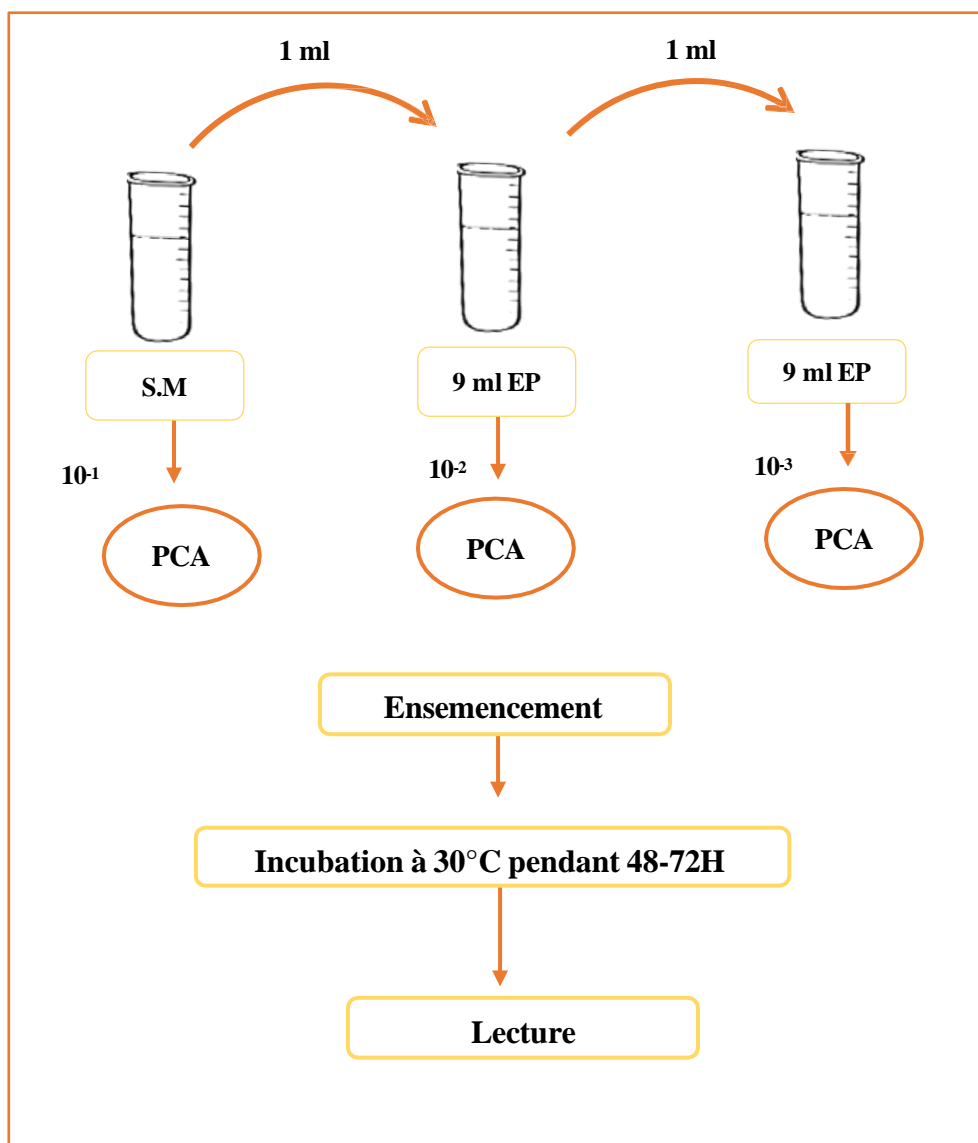 1 ml
1 ml
S.M
9 ml EP
9 ml EP
10-1
10-2
10-3
PCA
PCA
PCA
Ensemencement
Incubation à 30°C pendant 48-72H
Lecture